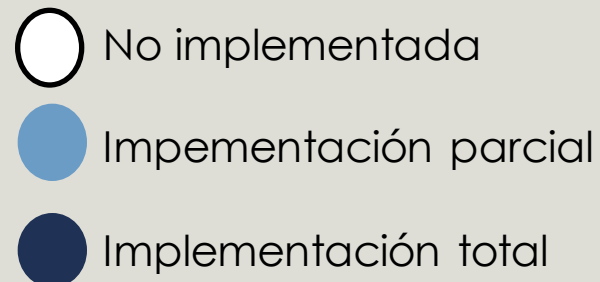 No implementada
Impementación parcial
Implementación total